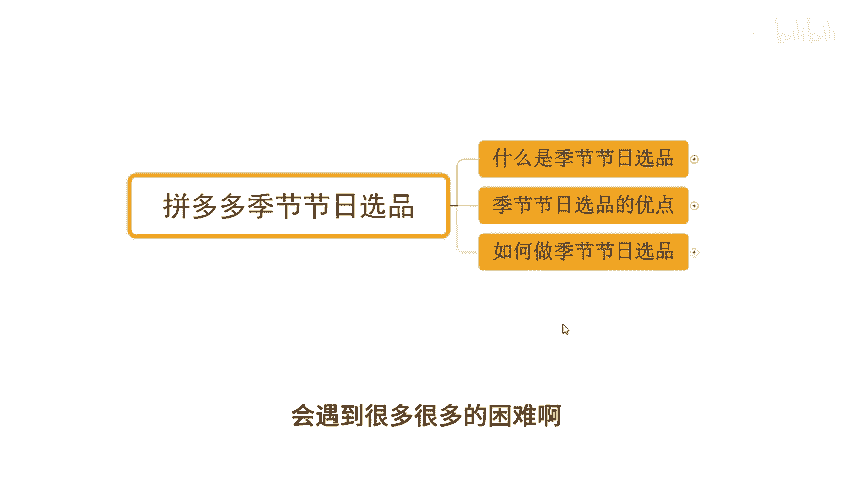 bilibili
什么是季节节日选品
拼多多季节节日选品
季节节日选品的优点
如何做季节节日选品
会遇到很多很多的困难啊